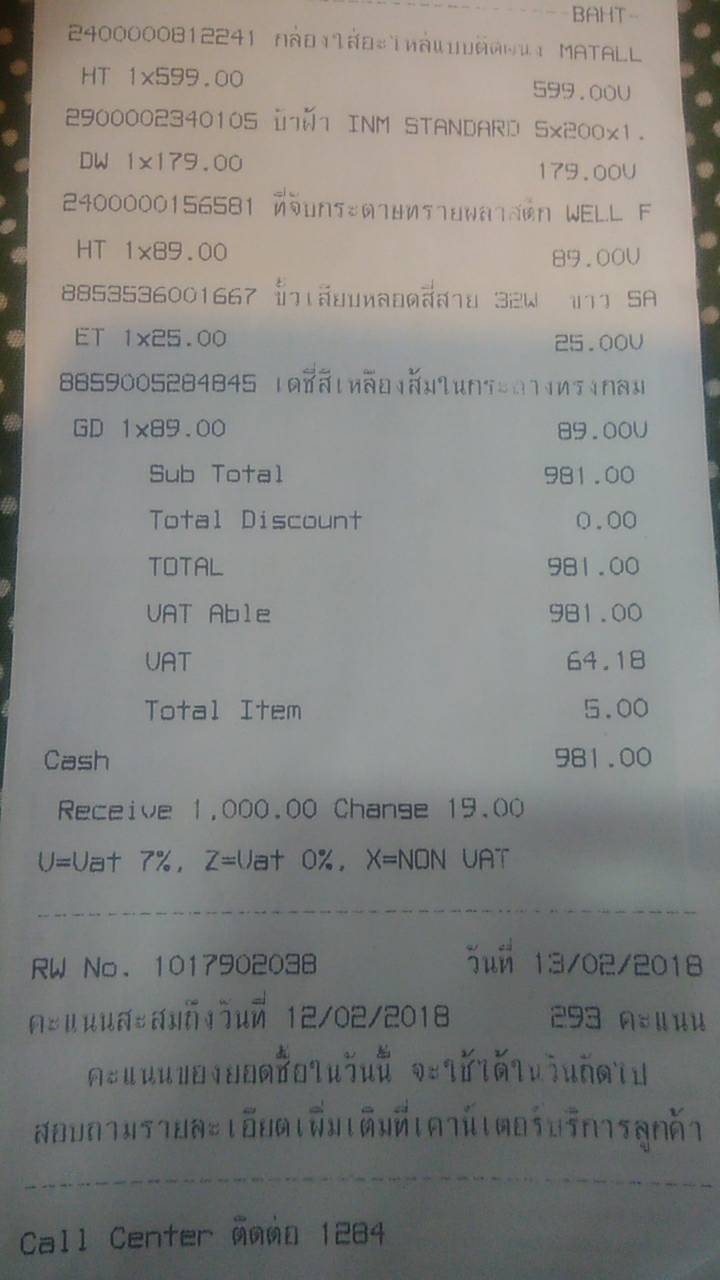 BAHT
2400000812241 กล่องใส่อะไหล่แบบติดผนัง MATALL
HT 1x599.00 599.00V
2900002340105 บัวฝ้า INM STANDARD 5x200x1.
DW 1x179.00 179.00V
2400000156581 ที่จับกระดาษทรายพลาสติก WELL F
HT 1x89.00 89.00V
8853536001667 ขั้วเสียบหลอดสี่สาย 32W ขาว SA
ET 1x25.00 25.00V
8859005284845 เดซี่สีเหลืองส้มในกระถางทรงกลม
GD 1x89.00 89.00V
Sub Total 981.00
Total Discount 0.00
TOTAL 981.00
VAT Able 981.00
VAT 64.18
Total Item 5.00
Cash 981.00
Receive 1,000.00 Change 19.00
V=Vat 7%, Z=Vat 0%, X=NON VAT
RW No. 1017902038 วันที่ 13/02/2018
คะแนนสะสมถึงวันที่ 12/02/2018 293 คะแนน
คะแนนของยอดซื้อในวันนี้ จะใช้ได้ในวันถัดไป
สอบถามรายละเอียดเพิ่มเติมที่เคาน์เตอร์บริการลูกค้า
Call Center ติดต่อ 1284